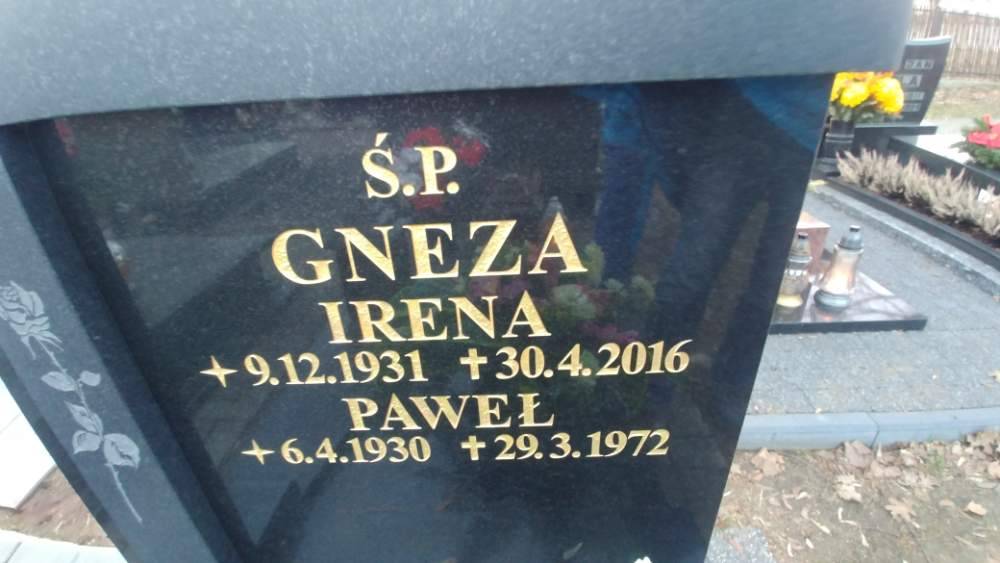 Ś.P.
GNEZA
IRENA
9.12.1931 30.4.2016
PAWEŁ
6.4.1930 29.3.1972